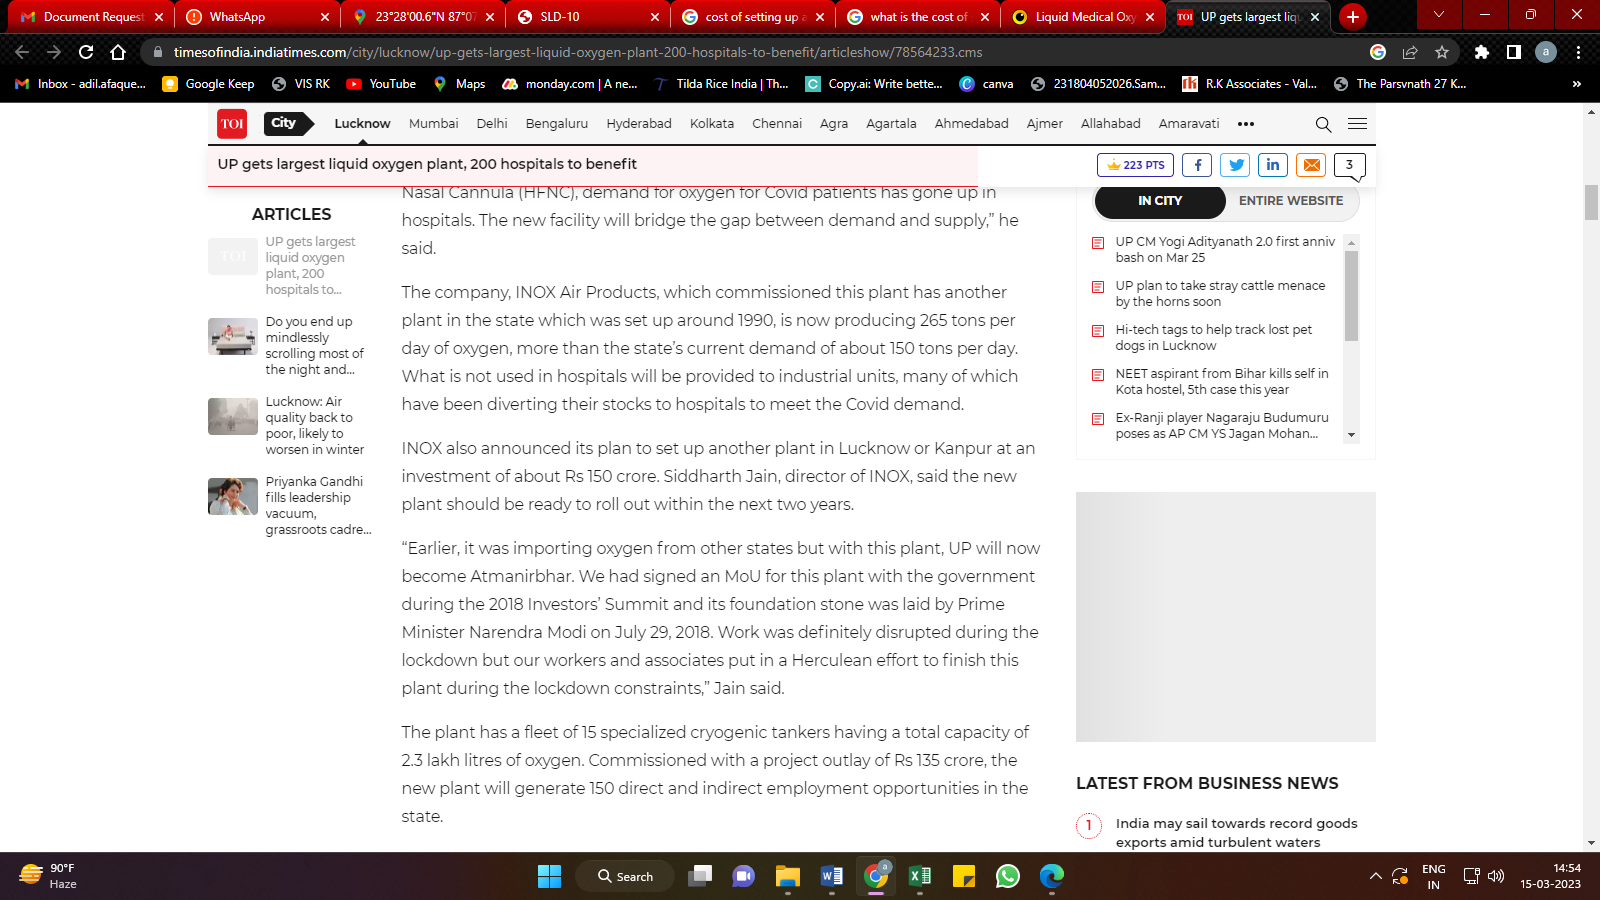 Document Request
WhatsApp
23°28'00.6"N 87°07
SLD-10
cost of setting up a
what is the cost of
Liquid Medical Oxy
UP gets largest liq
timesofindia.indiatimes.com/city/lucknow/up-gets-largest-liquid-oxygen-plant-200-hospitals-to-benefit/articleshow/78564233.cms
a
Inbox - adil.afaque...
Google Keep
VIS RK
YouTube
Maps
monday.com | A ne...
Tilda Rice India | Th...
Copy.ai: Write bette...
canva
231804052026.Sam...
R.K Associates - Val...
The Parsvnath 27 K...
»
TOI
City
Lucknow
Mumbai
Delhi
Bengaluru
Hyderabad
Kolkata
Chennai
Agra
Agartala
Ahmedabad
Ajmer
Allahabad
Amaravati
UP gets largest liquid oxygen plant, 200 hospitals to benefit
223 PTS
3
ARTICLES
UP gets largest
liquid oxygen
plant, 200
hospitals to...
Do you end up
mindlessly
scrolling most of
the night and...
Lucknow: Air
quality back to
poor, likely to
worsen in winter
Priyanka Gandhi
fills leadership
vacuum,
grassroots cadre...
Nasal Cannula (HFNC), demand for oxygen for Covid patients has gone up in
hospitals. The new facility will bridge the gap between demand and supply,” he
said.
The company, INOX Air Products, which commissioned this plant has another
plant in the state which was set up around 1990, is now producing 265 tons per
day of oxygen, more than the state’s current demand of about 150 tons per day.
What is not used in hospitals will be provided to industrial units, many of which
have been diverting their stocks to hospitals to meet the Covid demand.
INOX also announced its plan to set up another plant in Lucknow or Kanpur at an
investment of about Rs 150 crore. Siddharth Jain, director of INOX, said the new
plant should be ready to roll out within the next two years.
“Earlier, it was importing oxygen from other states but with this plant, UP will now
become Atmanirbhar. We had signed an MoU for this plant with the government
during the 2018 Investors’ Summit and its foundation stone was laid by Prime
Minister Narendra Modi on July 29, 2018. Work was definitely disrupted during the
lockdown but our workers and associates put in a Herculean effort to finish this
plant during the lockdown constraints,” Jain said.
The plant has a fleet of 15 specialized cryogenic tankers having a total capacity of
2.3 lakh litres of oxygen. Commissioned with a project outlay of Rs 135 crore, the
new plant will generate 150 direct and indirect employment opportunities in the
state.
IN CITY
ENTIRE WEBSITE
UP CM Yogi Adityanath 2.0 first anniv
bash on Mar 25
UP plan to take stray cattle menace
by the horns soon
Hi-tech tags to help track lost pet
dogs in Lucknow
NEET aspirant from Bihar kills self in
Kota hostel, 5th case this year
Ex-Ranji player Nagaraju Budumuru
poses as AP CM YS Jagan Mohan...
LATEST FROM BUSINESS NEWS
1
India may sail towards record goods
exports amid turbulent waters
90°F
Haze
Search
ENG
IN
14:54
15-03-2023